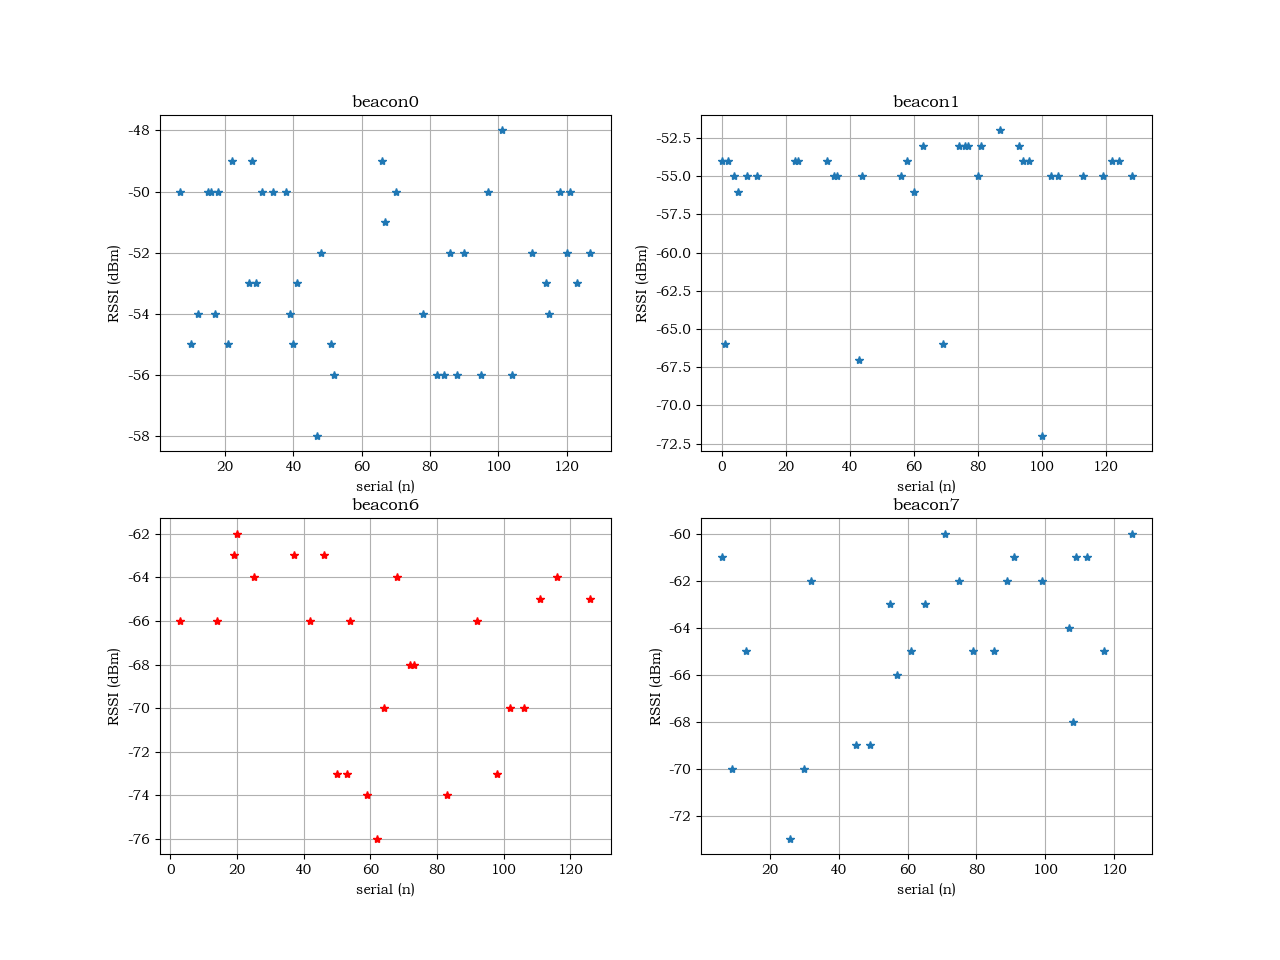 beacon0
-48
-50
-52
-54
-56
-58
RSSI (dBm)
20 40 60 80 100 120
serial (n)
beacon1
-52.5
-55.0
-57.5
-60.0
-62.5
-65.0
-67.5
-70.0
-72.5
RSSI (dBm)
0 20 40 60 80 100 120
serial (n)
beacon6
-62
-64
-66
-68
-70
-72
-74
-76
RSSI (dBm)
0 20 40 60 80 100 120
serial (n)
beacon7
-60
-62
-64
-66
-68
-70
-72
RSSI (dBm)
20 40 60 80 100 120
serial (n)